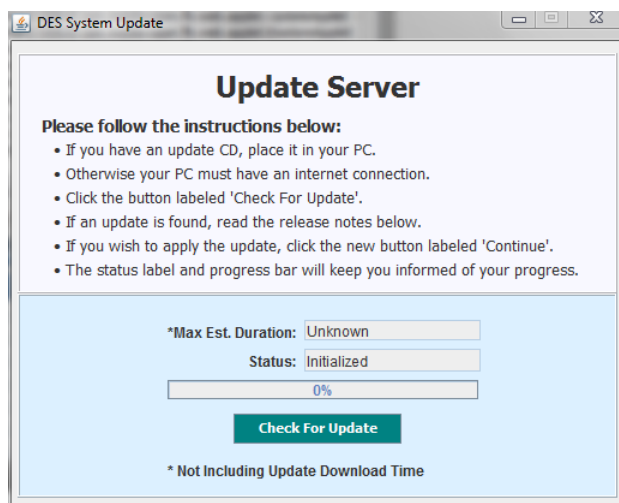 DES System Update
Update Server
Please follow the instructions below:
• If you have an update CD, place it in your PC.
• Otherwise your PC must have an internet connection.
• Click the button labeled 'Check For Update'.
• If an update is found, read the release notes below.
• If you wish to apply the update, click the new button labeled 'Continue'.
• The status label and progress bar will keep you informed of your progress.
*Max Est. Duration: Unknown
Status: Initialized
0%
Check For Update
* Not Including Update Download Time